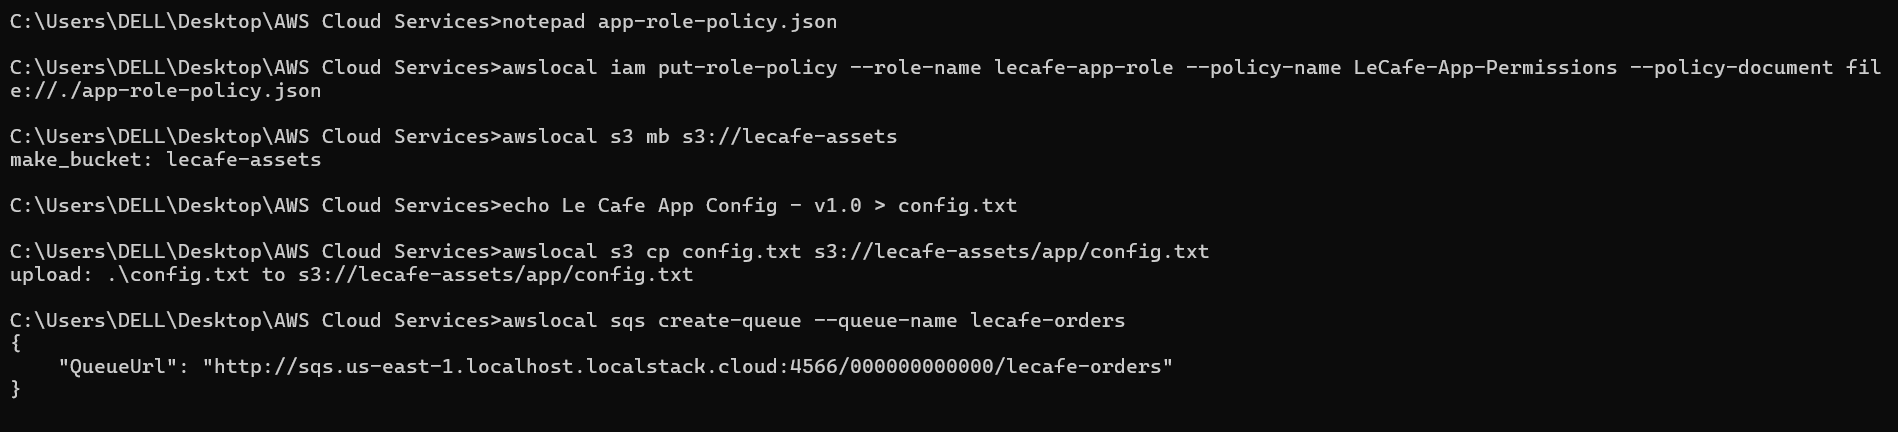 C:\Users\DELL\Desktop\AWS Cloud Services>notepad app-role-policy.json
C:\Users\DELL\Desktop\AWS Cloud Services>awslocal iam put-role-policy --role-name lecafe-app-role --policy-name LeCafe-App-Permissions --policy-document fil
e://./app-role-policy.json
C:\Users\DELL\Desktop\AWS Cloud Services>awslocal s3 mb s3://lecafe-assets
make_bucket: lecafe-assets
C:\Users\DELL\Desktop\AWS Cloud Services>echo Le Cafe App Config - v1.0 > config.txt
C:\Users\DELL\Desktop\AWS Cloud Services>awslocal s3 cp config.txt s3://lecafe-assets/app/config.txt
upload: .\config.txt to s3://lecafe-assets/app/config.txt
C:\Users\DELL\Desktop\AWS Cloud Services>awslocal sqs create-queue --queue-name lecafe-orders
{
    "QueueUrl": "http://sqs.us-east-1.localhost.localstack.cloud:4566/000000000000/lecafe-orders"
}